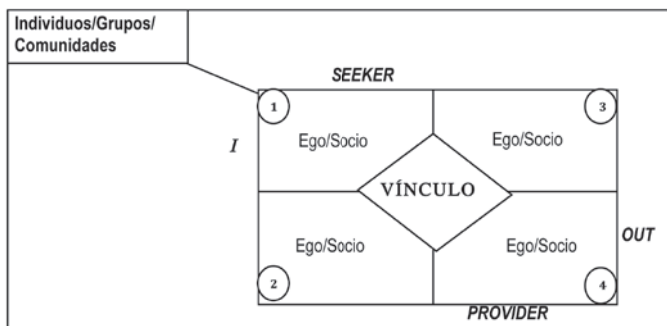 Individuos/Grupos/
Comunidades
SEEKER
1
3
I
Ego/Socio
Ego/Socio
VÍNCULO
Ego/Socio
Ego/Socio
OUT
2
4
PROVIDER